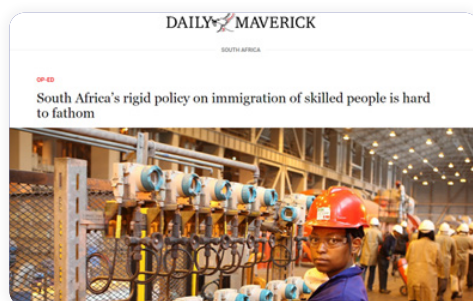 DAILY MAVERICK
SOUTH AFRICA
OP-ED
South Africa's rigid policy on immigration of skilled people is hard
to fathom